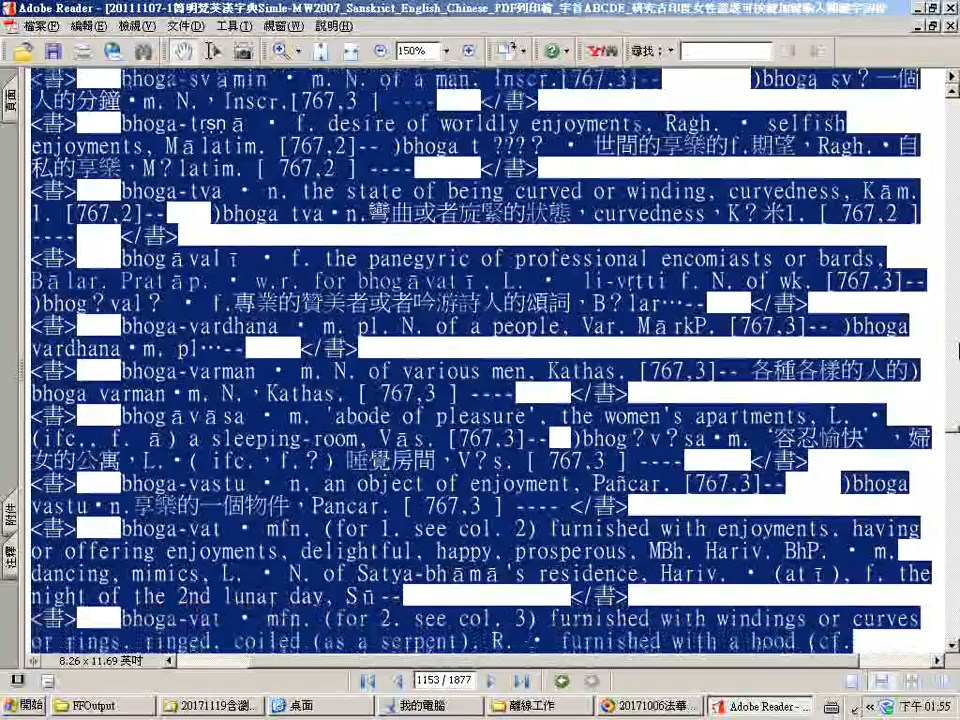 Adobe Reader - [20111107-1簡明梵英漢字典Simle-MW2007_Sanskrict_English_Chinese_PDF列印稿_字首ABCDE_研究古印度女性
檔案(F) 編輯(E) 檢視(V) 文件(D) 工具(T) 視窗(W) 說明(H)
150% 尋找：
頁面
<書> bhoga-svāmin · m. N. of a man. Inscr.[767,3]-- )bhoga sv？一個
人的分鐘·m. N.，Inscr.[767,3 ] ---- </書>
<書> bhoga-tṛṣṇā · f. desire of worldly enjoyments, Ragh. · selfish
enjoyments, Mālatim. [767,2]-- )bhoga t ???? · 世間的享樂的f.期望，Ragh.·自
私的享樂，M？latim. [ 767,2 ] ---- </書>
<書> bhoga-tva · n. the state of being curved or winding, curvedness, Kām.
l. [767,2]-- )bhoga tva·n.彎曲或者旋緊的狀態，curvedness，K？米l. [ 767,2 ]
---- </書>
<書> bhogāvalī · f. the panegyric of professional encomiasts or bards,
Bālar. Pratāp. · w.r. for bhogāvatī, L. · li-vṛtti f. N. of wk. [767,3]--
)bhog？val？ · f.專業的贊美者或者吟游詩人的頌詞，B？lar…-- </書>
<書> bhoga-vardhana · m. pl. N. of a people, Var. MārkP. [767,3]-- )bhoga
vardhana·m. pl…-- </書>
<書> bhoga-varman · m. N. of various men, Kathas. [767,3]-- 各種各樣的人的)
bhoga varman·m. N.，Kathas. [ 767,3 ] ---- </書>
<書> bhogāvāsa · m. 'abode of pleasure', the women's apartments, L. ·
(ifc., f. ā) a sleeping-room, Vās. [767,3]-- )bhog？v？sa·m. '容忍愉快'，婦
女的公寓，L.·( ifc., f.？) 睡覺房間，V？s. [ 767,3 ] ---- </書>
<書> bhoga-vastu · n. an object of enjoyment, Pañcar. [767,3]-- )bhoga
vastu·n.享樂的一個物件，Pancar. [ 767,3 ] ---- </書>
<書> bhoga-vat · mfn. (for 1. see col. 2) furnished with enjoyments, having
or offering enjoyments, delightful, happy, prosperous, MBh. Hariv. BhP. · m.
dancing, mimics, L. · N. of Satya-bhāmā's residence, Hariv. · (atī), f. the
night of the 2nd lunar day, Sū-- </書>
<書> bhoga-vat · mfn. (for 2. see col. 3) furnished with windings or curves
or rings, ringed, coiled (as a serpent), R. · furnished with a hood (cf.
附件
註釋
8.26 x 11.69 英吋
1153 / 1877
開始 FFOutput 20171119含瀏... 桌面 我的電腦 離線工作 20171006法華... Adobe Reader - ... 下午 01:55